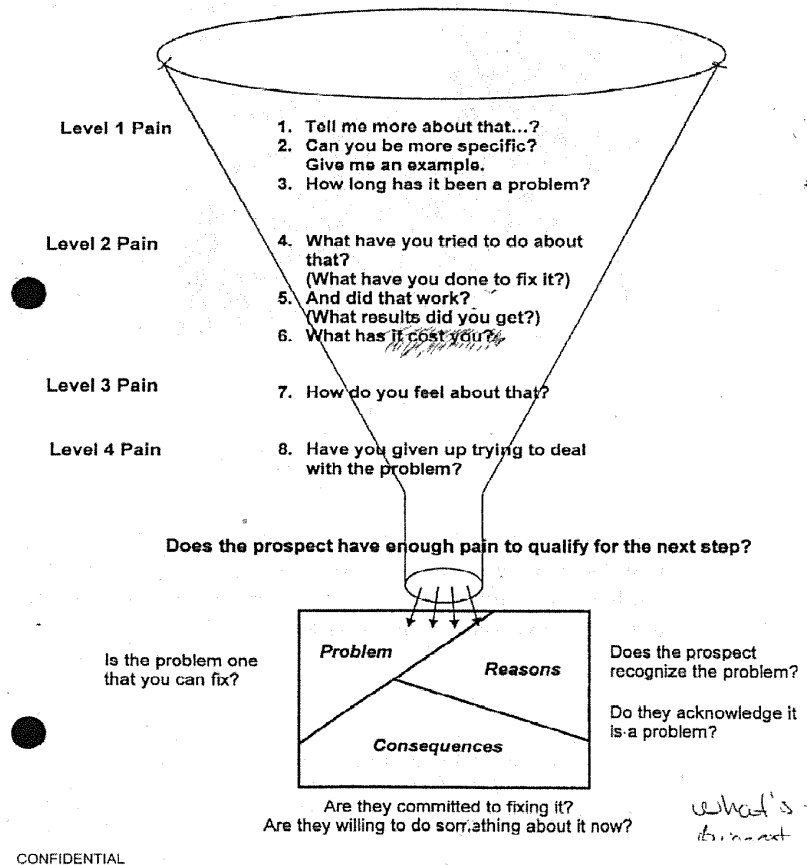 Level 1 Pain
1. Tell me more about that...?
2. Can you be more specific?
Give me an example.
3. How long has it been a problem?
Level 2 Pain
4. What have you tried to do about
that?
(What have you done to fix it?)
5. And did that work?
(What results did you get?)
6. What has it cost you?
Level 3 Pain
7. How do you feel about that?
Level 4 Pain
8. Have you given up trying to deal
with the problem?
Does the prospect have enough pain to qualify for the next step?
Is the problem one
that you can fix?
Problem
Reasons
Consequences
Does the prospect
recognize the problem?
Do they acknowledge it
is a problem?
Are they committed to fixing it?
Are they willing to do something about it now?
what's
CONFIDENTIAL